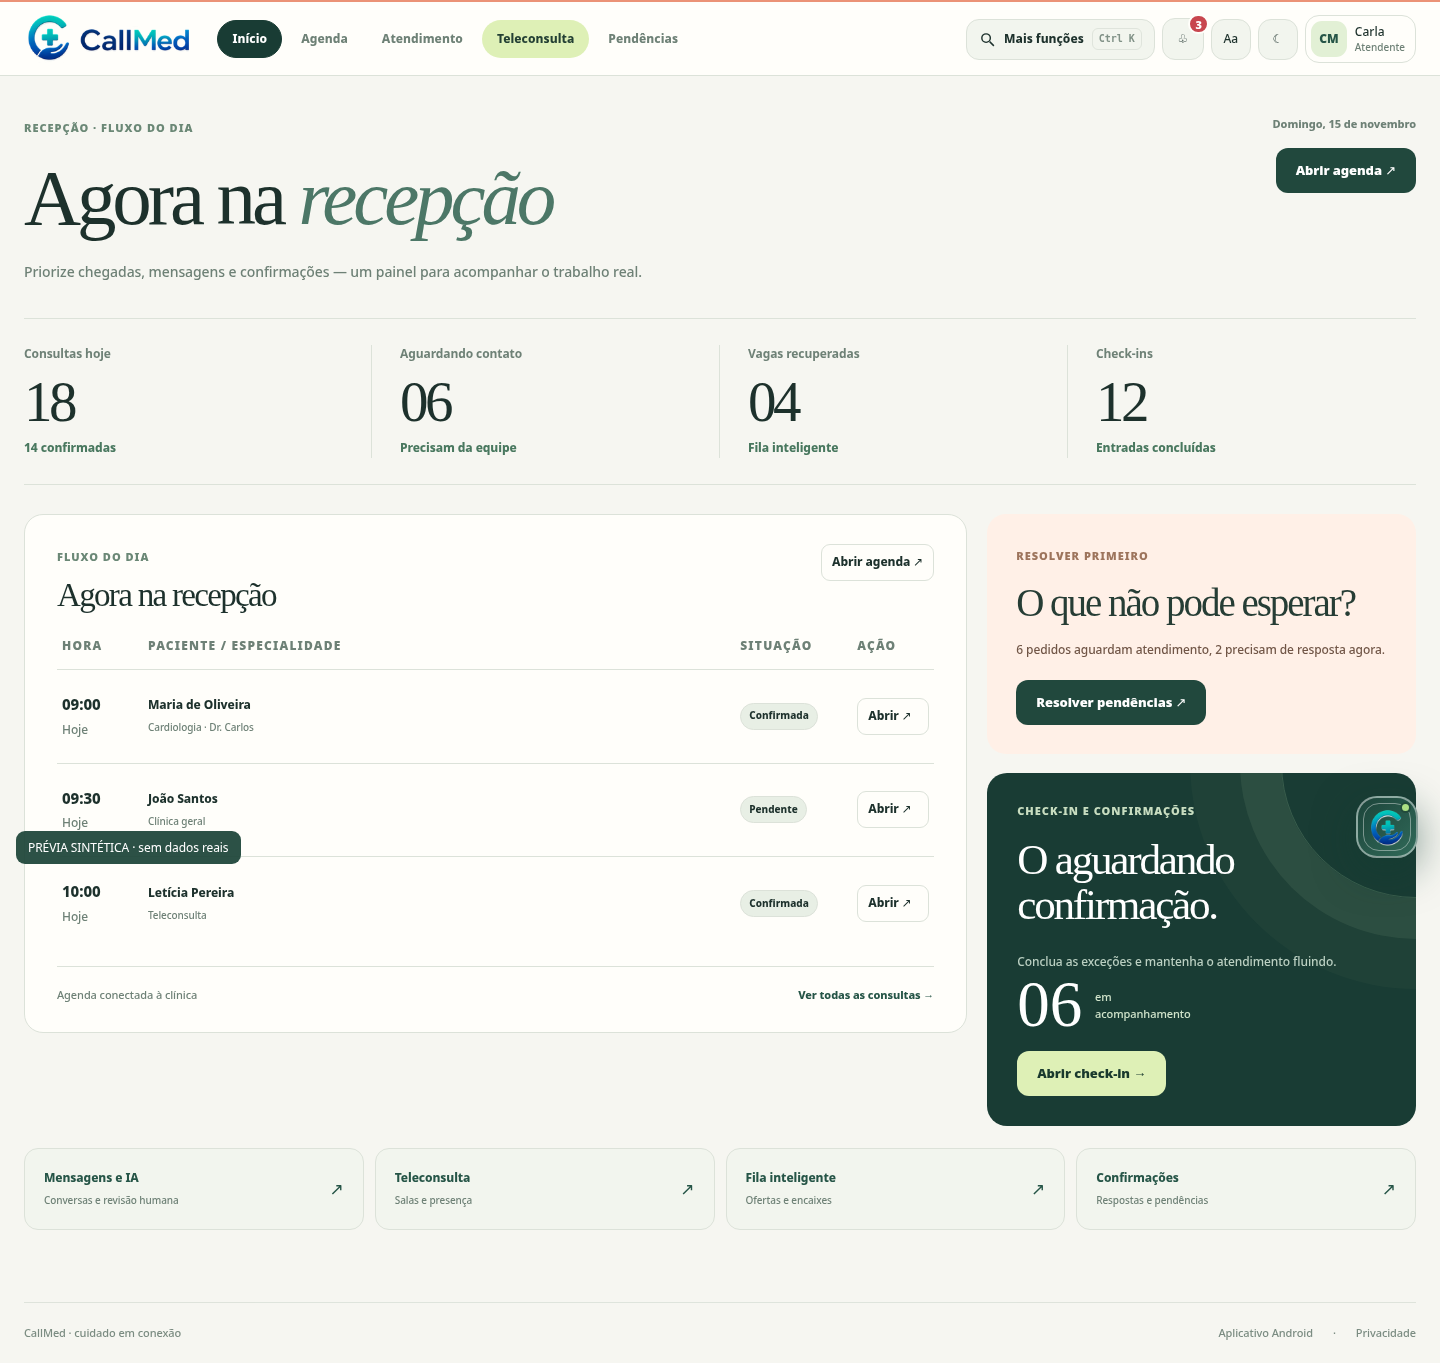 CallMed
Início
Agenda
Atendimento
Teleconsulta
Pendências
Mais funções
Ctrl K
3
Aa
CM
Carla
Atendente
RECEPÇÃO · FLUXO DO DIA
Domingo, 15 de novembro
Agora na recepção
Abrir agenda ↗
Priorize chegadas, mensagens e confirmações — um painel para acompanhar o trabalho real.
Consultas hoje
18
14 confirmadas
Aguardando contato
06
Precisam da equipe
Vagas recuperadas
04
Fila inteligente
Check-ins
12
Entradas concluídas
FLUXO DO DIA
Agora na recepção
Abrir agenda ↗
HORA PACIENTE / ESPECIALIDADE SITUAÇÃO AÇÃO
09:00 Maria de Oliveira Confirmada Abrir ↗
Hoje Cardiologia · Dr. Carlos
09:30 João Santos Pendente Abrir ↗
Hoje Clínica geral
PRÉVIA SINTÉTICA · sem dados reais
10:00 Letícia Pereira Confirmada Abrir ↗
Hoje Teleconsulta
Agenda conectada à clínica
Ver todas as consultas →
RESOLVER PRIMEIRO
O que não pode esperar?
6 pedidos aguardam atendimento, 2 precisam de resposta agora.
Resolver pendências ↗
CHECK-IN E CONFIRMAÇÕES
O aguardando
confirmação.
Conclua as exceções e mantenha o atendimento fluindo.
06
em
acompanhamento
Abrir check-in →
Mensagens e IA ↗
Conversas e revisão humana
Teleconsulta ↗
Salas e presença
Fila inteligente ↗
Ofertas e encaixes
Confirmações ↗
Respostas e pendências
CallMed · cuidado em conexão
Aplicativo Android · Privacidade